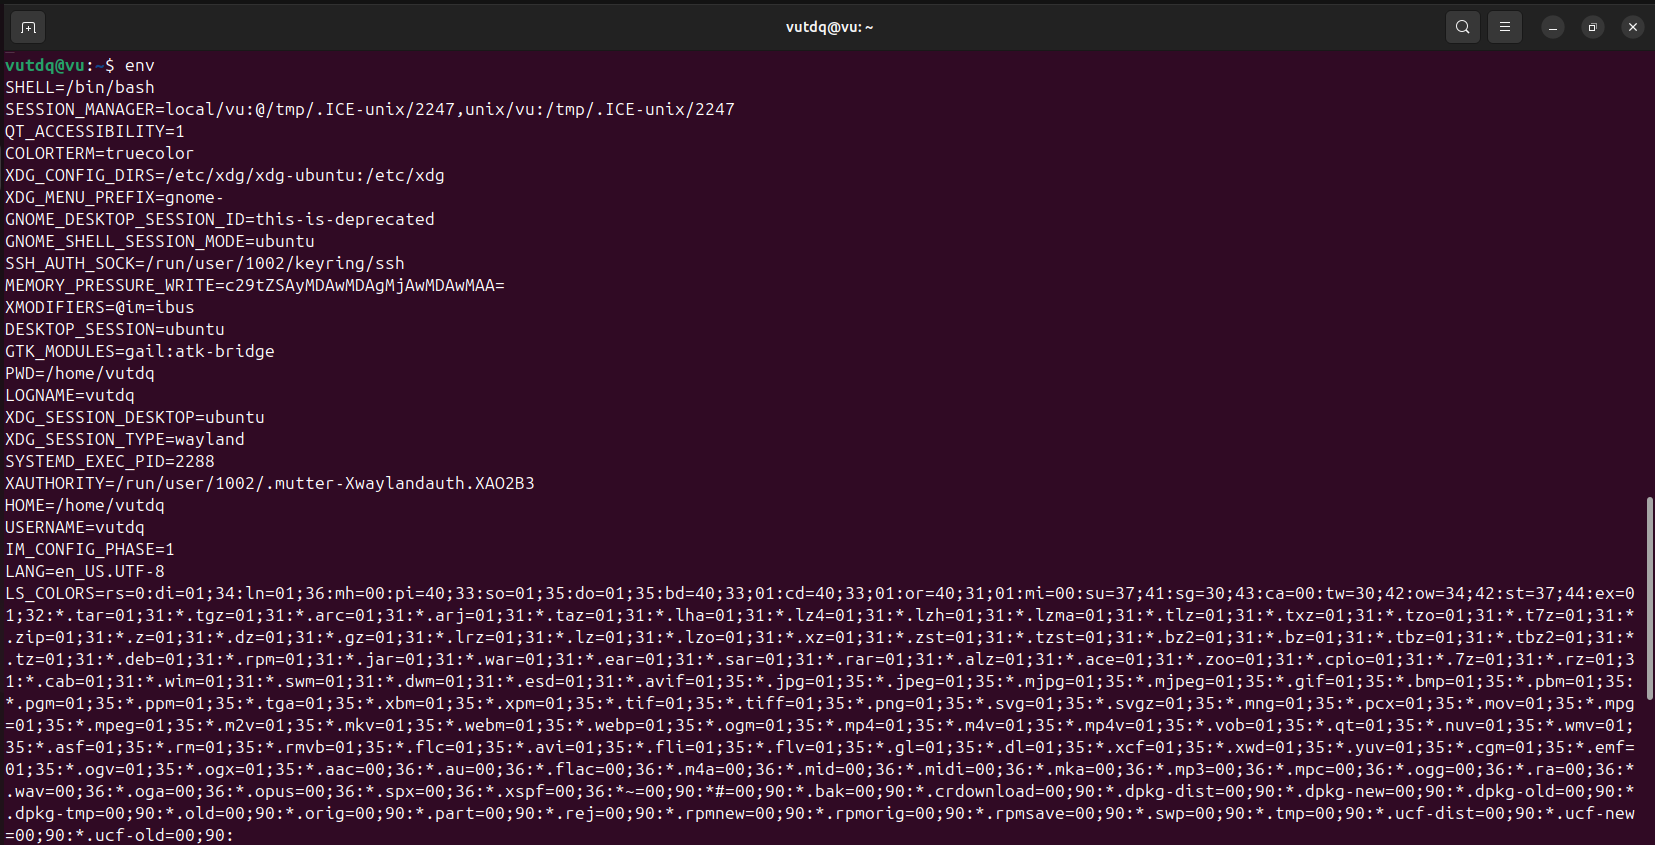 vutdq@vu: ~
vutdq@vu:~$ env
SHELL=/bin/bash
SESSION_MANAGER=local/vu:@/tmp/.ICE-unix/2247,unix/vu:/tmp/.ICE-unix/2247
QT_ACCESSIBILITY=1
COLORTERM=truecolor
XDG_CONFIG_DIRS=/etc/xdg/xdg-ubuntu:/etc/xdg
XDG_MENU_PREFIX=gnome-
GNOME_DESKTOP_SESSION_ID=this-is-deprecated
GNOME_SHELL_SESSION_MODE=ubuntu
SSH_AUTH_SOCK=/run/user/1002/keyring/ssh
MEMORY_PRESSURE_WRITE=c29tZSAyMDAwMDAgMjAwMDAwMAA=
XMODIFIERS=@im=ibus
DESKTOP_SESSION=ubuntu
GTK_MODULES=gail:atk-bridge
PWD=/home/vutdq
LOGNAME=vutdq
XDG_SESSION_DESKTOP=ubuntu
XDG_SESSION_TYPE=wayland
SYSTEMD_EXEC_PID=2288
XAUTHORITY=/run/user/1002/.mutter-Xwaylandauth.XAO2B3
HOME=/home/vutdq
USERNAME=vutdq
IM_CONFIG_PHASE=1
LANG=en_US.UTF-8
LS_COLORS=rs=0:di=01;34:ln=01;36:mh=00:pi=40;33:so=01;35:do=01;35:bd=40;33;01:cd=40;33;01:or=40;31;01:mi=00:su=37;41:sg=30;43:ca=00:tw=30;42:ow=34;42:st=37;44:ex=0
1;32:*.tar=01;31:*.tgz=01;31:*.arc=01;31:*.arj=01;31:*.taz=01;31:*.lha=01;31:*.lz4=01;31:*.lzh=01;31:*.lzma=01;31:*.tlz=01;31:*.txz=01;31:*.tzo=01;31:*.t7z=01;31:*
.zip=01;31:*.z=01;31:*.dz=01;31:*.gz=01;31:*.lrz=01;31:*.lz=01;31:*.lzo=01;31:*.xz=01;31:*.zst=01;31:*.tzst=01;31:*.bz2=01;31:*.bz=01;31:*.tbz=01;31:*.tbz2=01;31:*
.tz=01;31:*.deb=01;31:*.rpm=01;31:*.jar=01;31:*.war=01;31:*.ear=01;31:*.sar=01;31:*.rar=01;31:*.alz=01;31:*.ace=01;31:*.zoo=01;31:*.cpio=01;31:*.7z=01;31:*.rz=01;3
1:*.cab=01;31:*.wim=01;31:*.swm=01;31:*.dwm=01;31:*.esd=01;31:*.avif=01;35:*.jpg=01;35:*.jpeg=01;35:*.mjpg=01;35:*.mjpeg=01;35:*.gif=01;35:*.bmp=01;35:*.pbm=01;35:
*.pgm=01;35:*.ppm=01;35:*.tga=01;35:*.xbm=01;35:*.xpm=01;35:*.tif=01;35:*.tiff=01;35:*.png=01;35:*.svg=01;35:*.svgz=01;35:*.mng=01;35:*.pcx=01;35:*.mov=01;35:*.mpg
=01;35:*.mpeg=01;35:*.m2v=01;35:*.mkv=01;35:*.webm=01;35:*.webp=01;35:*.ogm=01;35:*.mp4=01;35:*.m4v=01;35:*.mp4v=01;35:*.vob=01;35:*.qt=01;35:*.nuv=01;35:*.wmv=01;
35:*.asf=01;35:*.rm=01;35:*.rmvb=01;35:*.flc=01;35:*.avi=01;35:*.fli=01;35:*.flv=01;35:*.gl=01;35:*.dl=01;35:*.xcf=01;35:*.xwd=01;35:*.yuv=01;35:*.cgm=01;35:*.emf=
01;35:*.ogv=01;35:*.ogx=01;35:*.aac=00;36:*.au=00;36:*.flac=00;36:*.m4a=00;36:*.mid=00;36:*.midi=00;36:*.mka=00;36:*.mp3=00;36:*.mpc=00;36:*.ogg=00;36:*.ra=00;36:*
.wav=00;36:*.oga=00;36:*.opus=00;36:*.spx=00;36:*.xspf=00;36:*~=00;90:*#=00;90:*.bak=00;90:*.crdownload=00;90:*.dpkg-dist=00;90:*.dpkg-new=00;90:*.dpkg-old=00;90:*
.dpkg-tmp=00;90:*.old=00;90:*.orig=00;90:*.part=00;90:*.rej=00;90:*.rpmnew=00;90:*.rpmorig=00;90:*.rpmsave=00;90:*.swp=00;90:*.tmp=00;90:*.ucf-dist=00;90:*.ucf-new
=00;90:*.ucf-old=00;90: